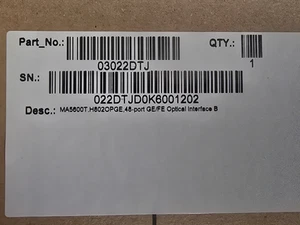 Part_No.: QTY.:
03022DTJ 1
SN.:
022DTJD0K6001202
Desc.: MA5600T,H802OPGE,48-port GE/FE Optical Interface B